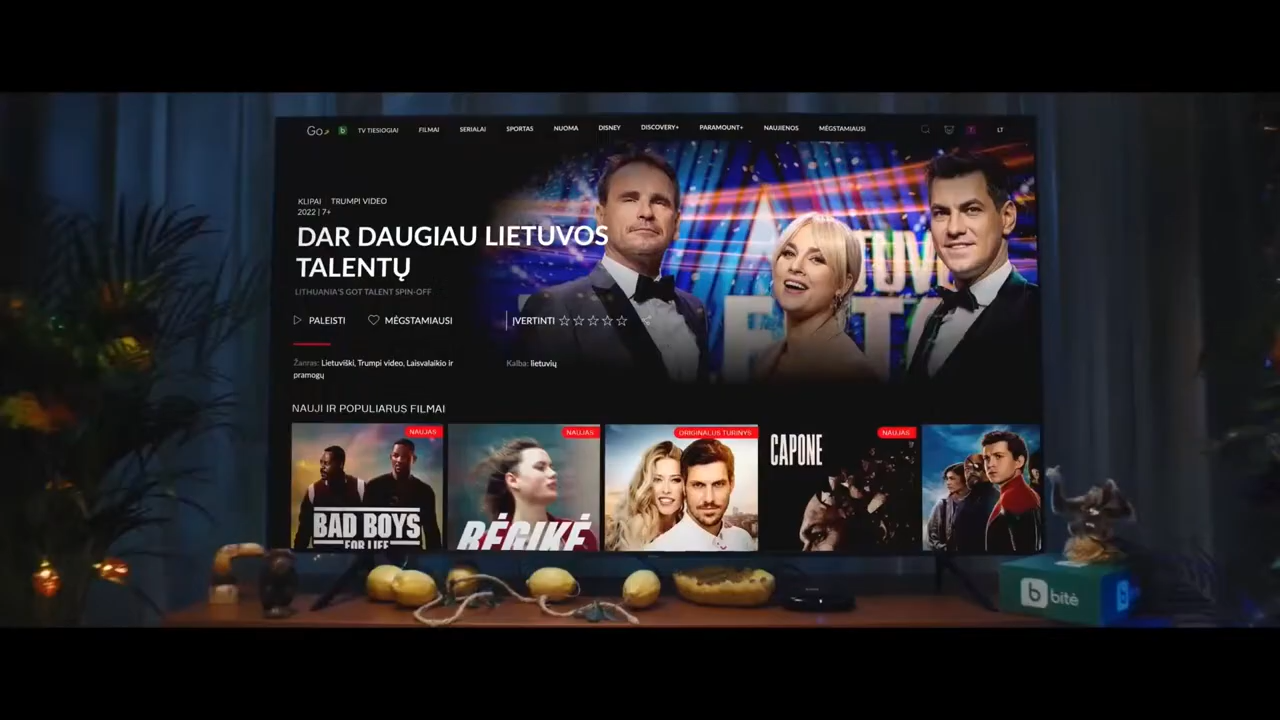 Go3 b TV TIESIOGIAI FILMAI SERIALAI SPORTAS NUOMA DISNEY DISCOVERY+ PARAMOUNT+ NAUJIENOS MĖGSTAMIAUSI LT
KLIPAI TRUMPI VIDEO
2022 | 7+
DAR DAUGIAU LIETUVOS
TALENTŲ
LITHUANIA'S GOT TALENT SPIN-OFF
PALEISTI MĖGSTAMIAUSI ĮVERTINTI
Žanras: Lietuviški, Trumpi video, Laisvalaikio ir
pramogų
Kalba: lietuvių
NAUJI IR POPULIARŪS FILMAI
NAUJAS
BAD BOYS
FOR LIFE
NAUJAS
BĖGIKĖ
ORIGINALUS TURINYS
NAUJAS
CAPONE
b bitė